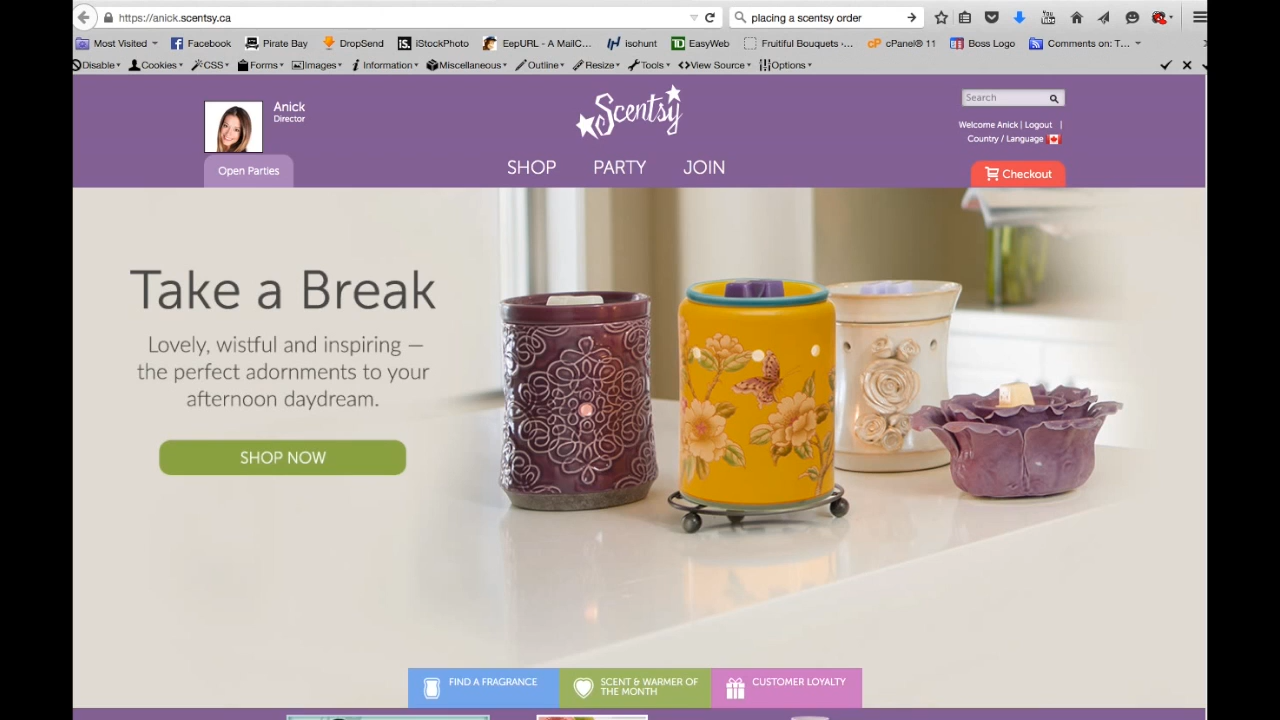 https://anick.scentsy.ca
placing a scentsy order
Most Visited
Facebook
Pirate Bay
DropSend
iS.
iStockPhoto
EepURL - A MailC...
isohunt
TD
EasyWeb
Fruitful Bouquets -...
cP
cPanel® 11
Boss Logo
Comments on: T...
Disable
Cookies
CSS
Forms
Images
Information
Miscellaneous
Outline
Resize
Tools
View Source
Options
Anick
Director
Open Parties
Scentsy
SHOP
PARTY
JOIN
Search
Welcome Anick | Logout |
Country / Language
Checkout
Take a Break
Lovely, wistful and inspiring —
the perfect adornments to your
afternoon daydream.
SHOP NOW
FIND A FRAGRANCE
SCENT & WARMER OF
THE MONTH
CUSTOMER LOYALTY